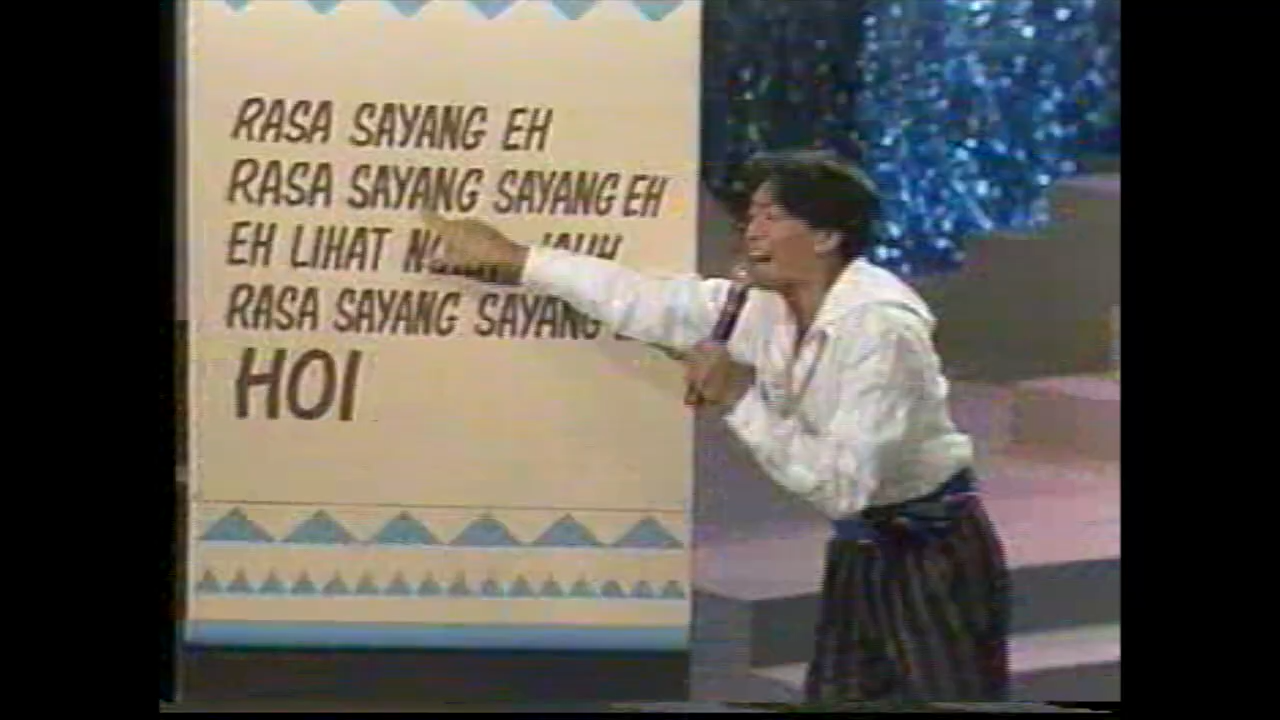 RASA SAYANG EH
RASA SAYANG SAYANG EH
EH LIHAT
RASA SAYANG SAYANG
HOI